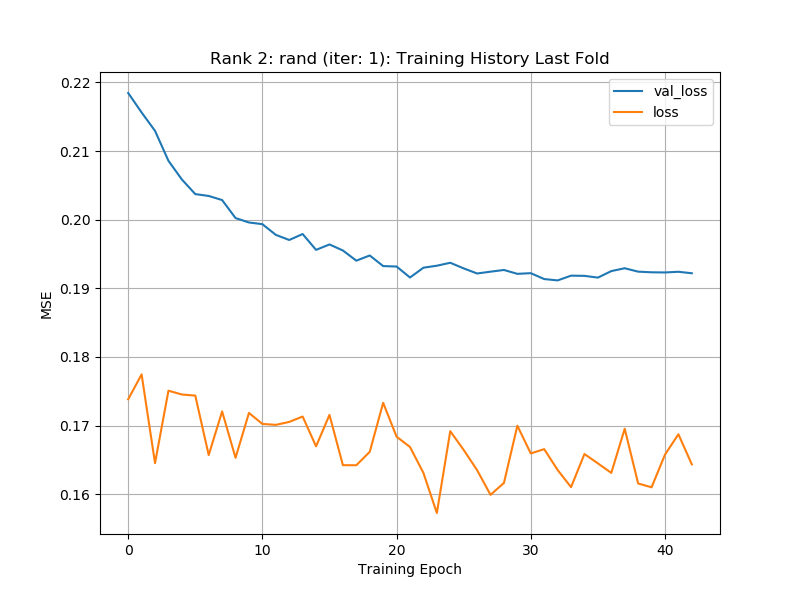 Rank 2: rand (iter: 1): Training History Last Fold
val_loss
loss
MSE
0.22
0.21
0.20
0.19
0.18
0.17
0.16
0 10 20 30 40
Training Epoch